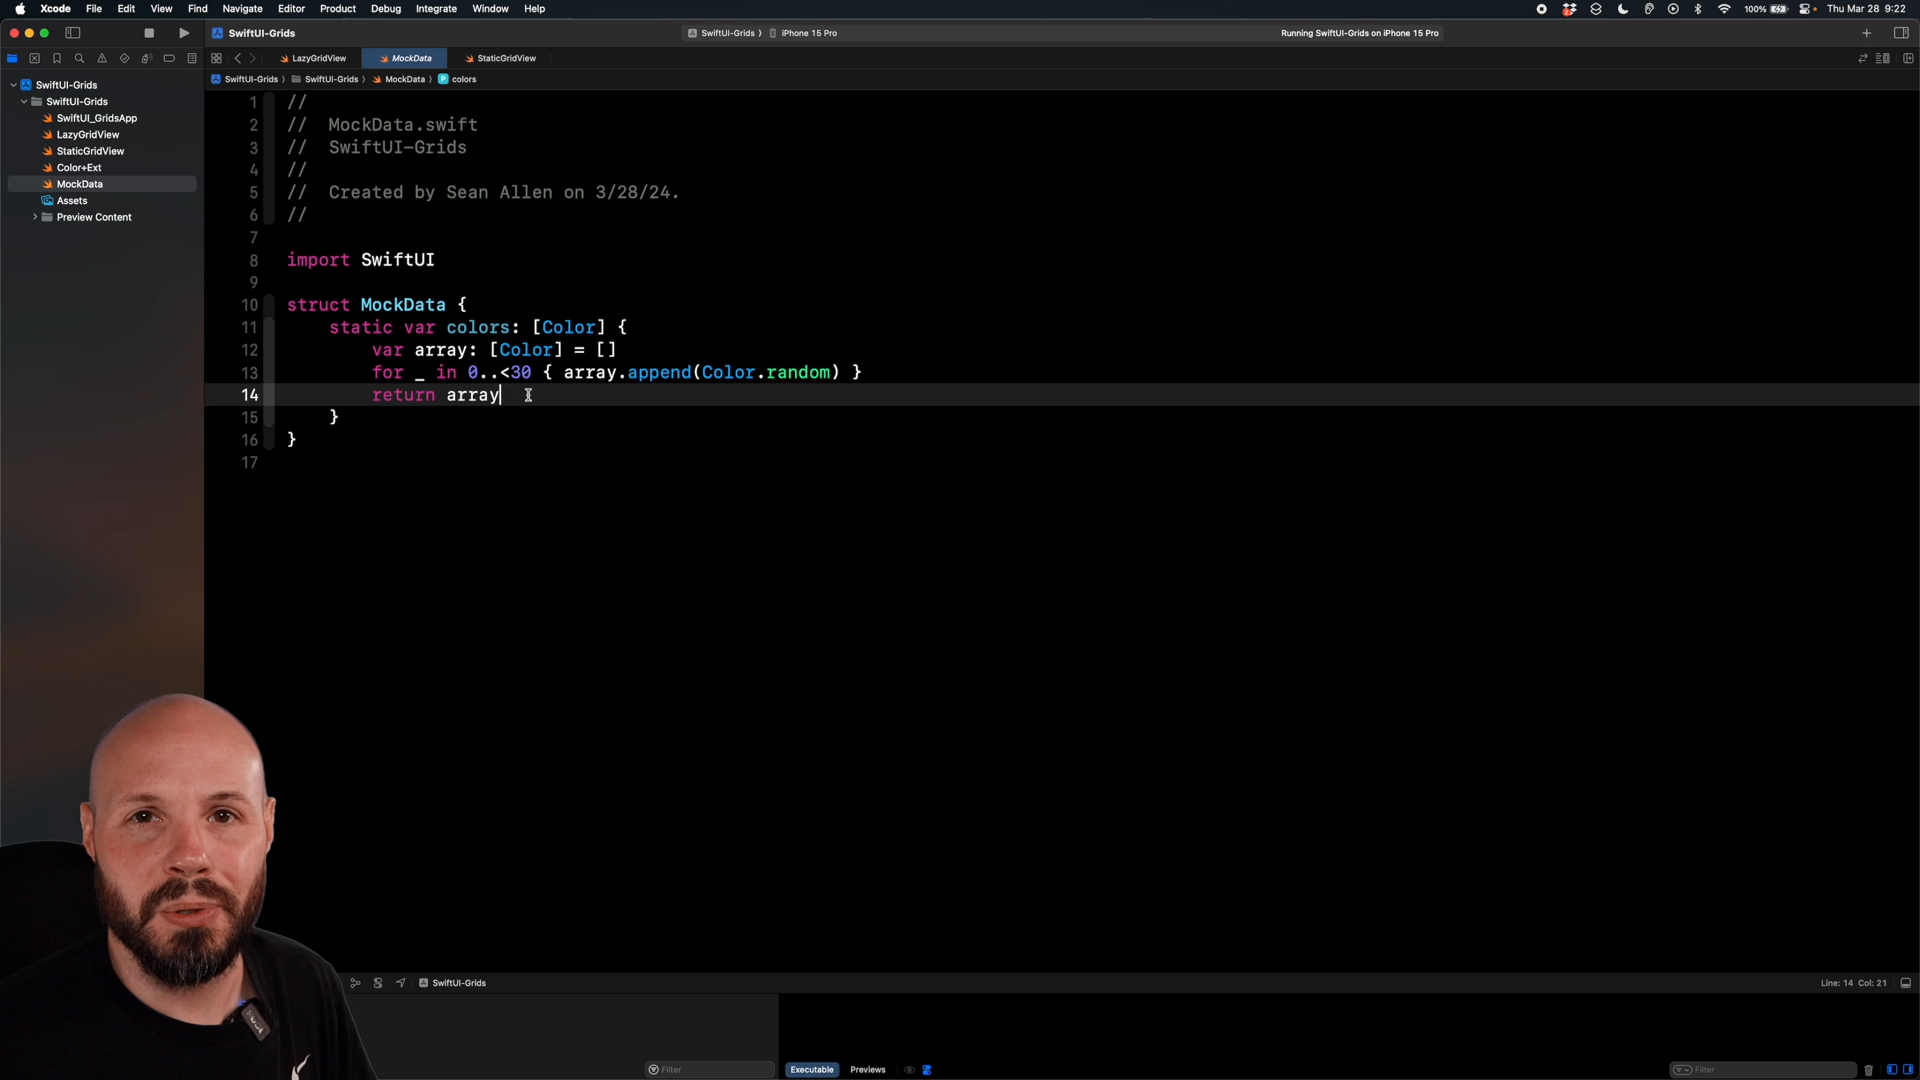 Xcode File Edit View Find Navigate Editor Product Debug Integrate Window Help 100% Thu Mar 28 9:22
SwiftUI-Grids SwiftUI-Grids iPhone 15 Pro Running SwiftUI-Grids on iPhone 15 Pro
LazyGridView MockData StaticGridView
SwiftUI-Grids SwiftUI-Grids MockData P colors
SwiftUI-Grids
SwiftUI-Grids
SwiftUI_GridsApp
LazyGridView
StaticGridView
Color+Ext
MockData
Assets
Preview Content
1 //
2 // MockData.swift
3 // SwiftUI-Grids
4 //
5 // Created by Sean Allen on 3/28/24.
6 //
7
8 import SwiftUI
9
10 struct MockData {
11 static var colors: [Color] {
12 var array: [Color] = []
13 for _ in 0..<30 { array.append(Color.random) }
14 return array
15 }
16 }
17
SwiftUI-Grids Line: 14 Col: 21
Filter Executable Previews Filter